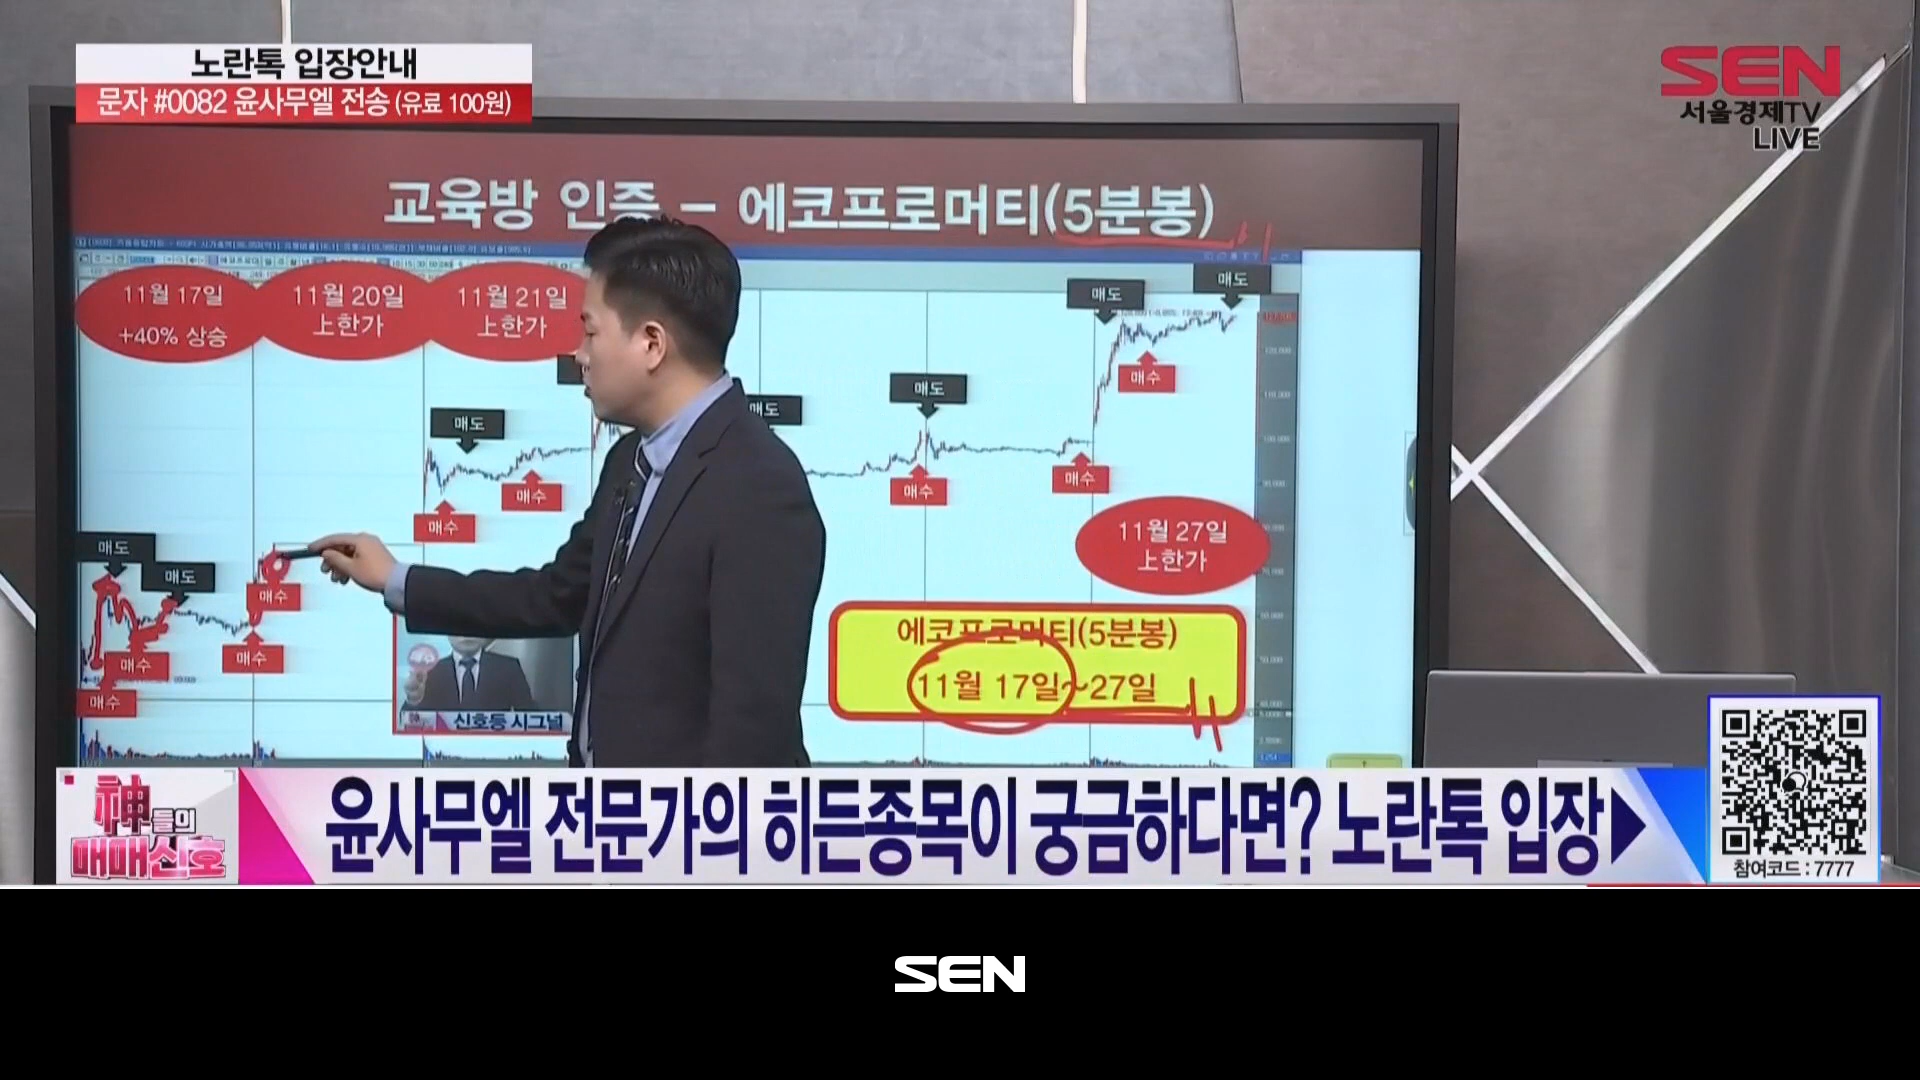 노란톡 입장안내
문자 #0082 윤사무엘 전송 (유료 100원)
SEN
서울경제TV
LIVE
교육방 인증 - 에코프로머티(5분봉)
11월 17일
+40% 상승
11월 20일
上한가
11월 21일
上한가
매도
매도
매도
매도
매도
매도
매도
매수
매수
매수
매수
매수
매수
매수
매수
매수
11월 27일
上한가
에코프로머티(5분봉)
11월 17일~27일
신호등 시그널
神들의
매매신호
윤사무엘 전문가의 히든종목이 궁금하다면? 노란톡 입장▶
참여코드 : 7777
SEN